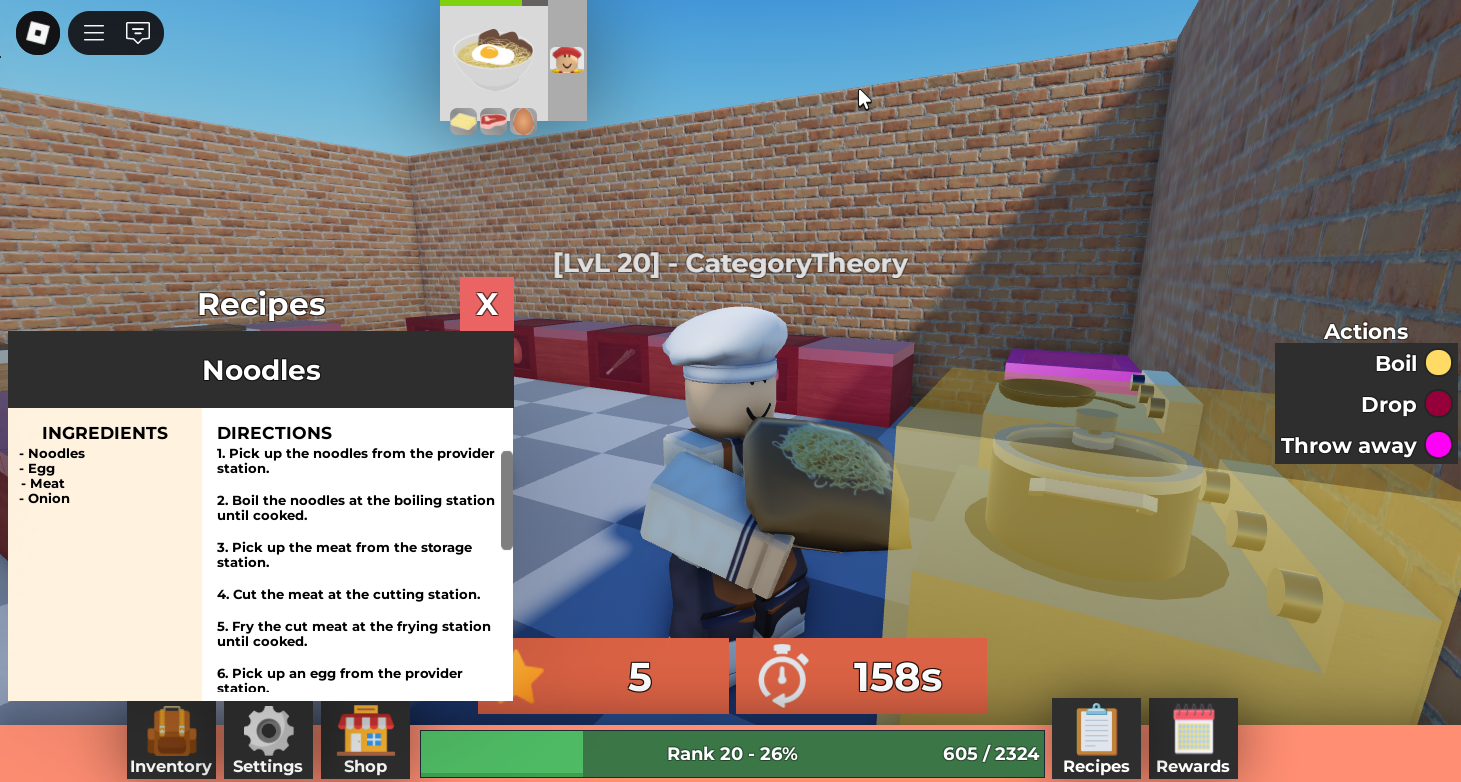 [LvL 20] - CategoryTheory
Recipes
X
Noodles
INGREDIENTS
- Noodles
- Egg
- Meat
- Onion
DIRECTIONS
1. Pick up the noodles from the provider
station.
2. Boil the noodles at the boiling station
until cooked.
3. Pick up the meat from the storage
station.
4. Cut the meat at the cutting station.
5. Fry the cut meat at the frying station
until cooked.
6. Pick up an egg from the provider
station.
Actions
Boil
Drop
Throw away
5
158s
Inventory
Settings
Shop
Rank 20 - 26%
605 / 2324
Recipes
Rewards